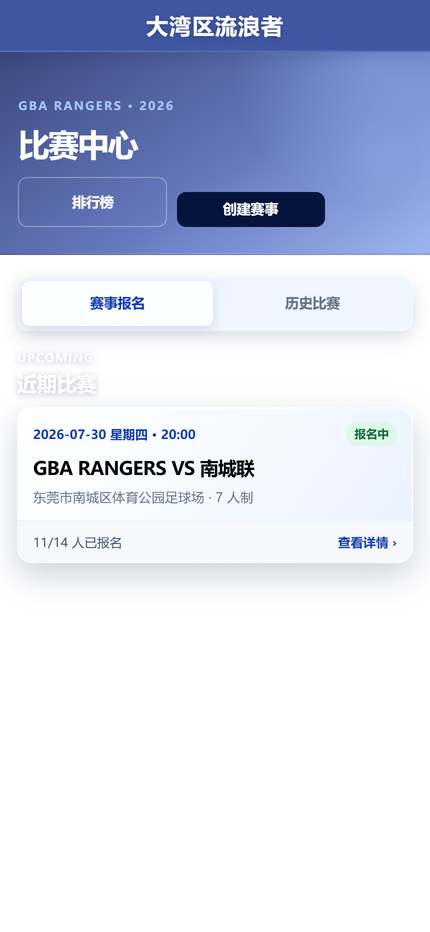 大湾区流浪者
GBA RANGERS • 2026
比赛中心
排行榜
创建赛事
赛事报名
历史比赛
UPCOMING
近期比赛
2026-07-30 星期四 • 20:00
报名中
GBA RANGERS VS 南城联
东莞市南城区体育公园足球场 · 7 人制
11/14 人已报名
查看详情 ›